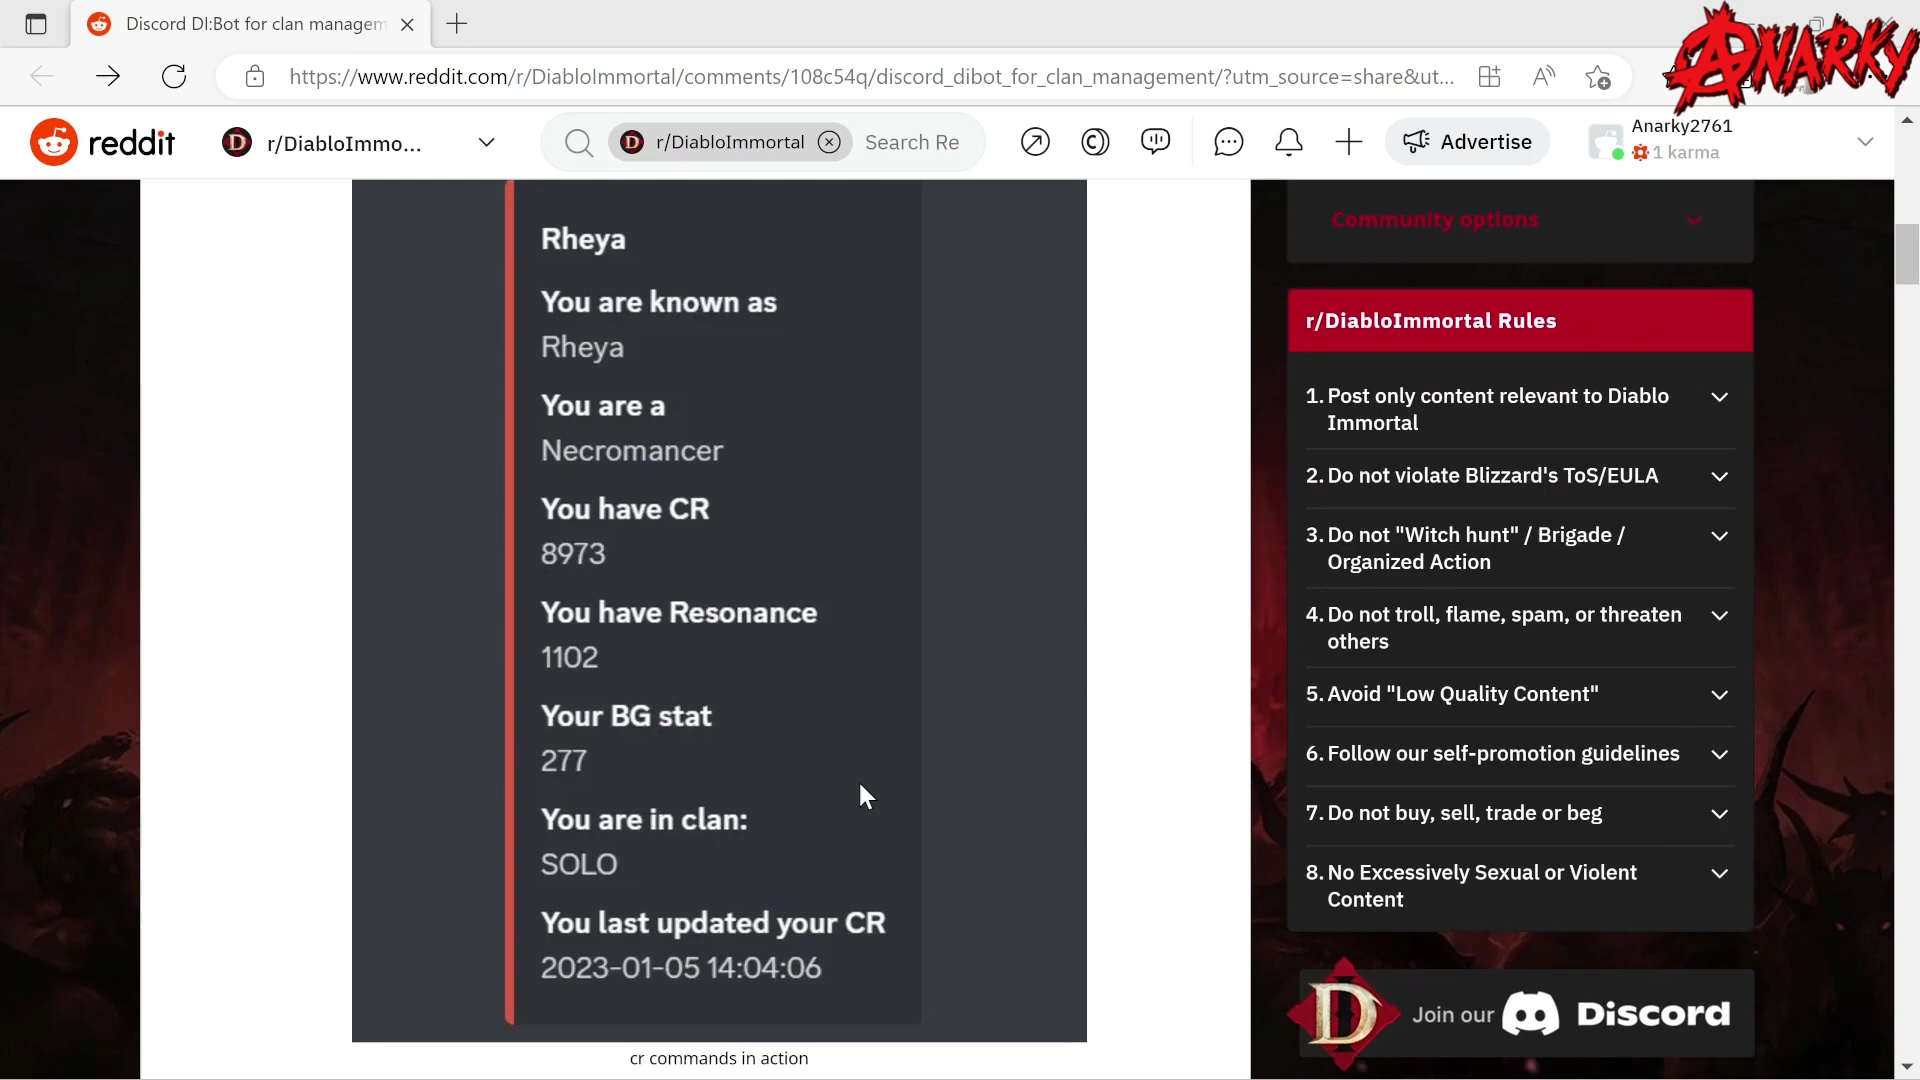 Discord DI:Bot for clan managem
https://www.reddit.com/r/DiabloImmortal/comments/108c54q/discord_dibot_for_clan_management/?utm_source=share&ut...
ANARKY
reddit
r/DiabloImmo...
r/DiabloImmortal
Search Re
Advertise
Anarky2761
1 karma
Rheya
You are known as
Rheya
You are a
Necromancer
You have CR
8973
You have Resonance
1102
Your BG stat
277
You are in clan:
SOLO
You last updated your CR
2023-01-05 14:04:06
cr commands in action
Community options
r/DiabloImmortal Rules
1. Post only content relevant to Diablo
Immortal
2. Do not violate Blizzard's ToS/EULA
3. Do not "Witch hunt" / Brigade /
Organized Action
4. Do not troll, flame, spam, or threaten
others
5. Avoid "Low Quality Content"
6. Follow our self-promotion guidelines
7. Do not buy, sell, trade or beg
8. No Excessively Sexual or Violent
Content
D
Join our Discord